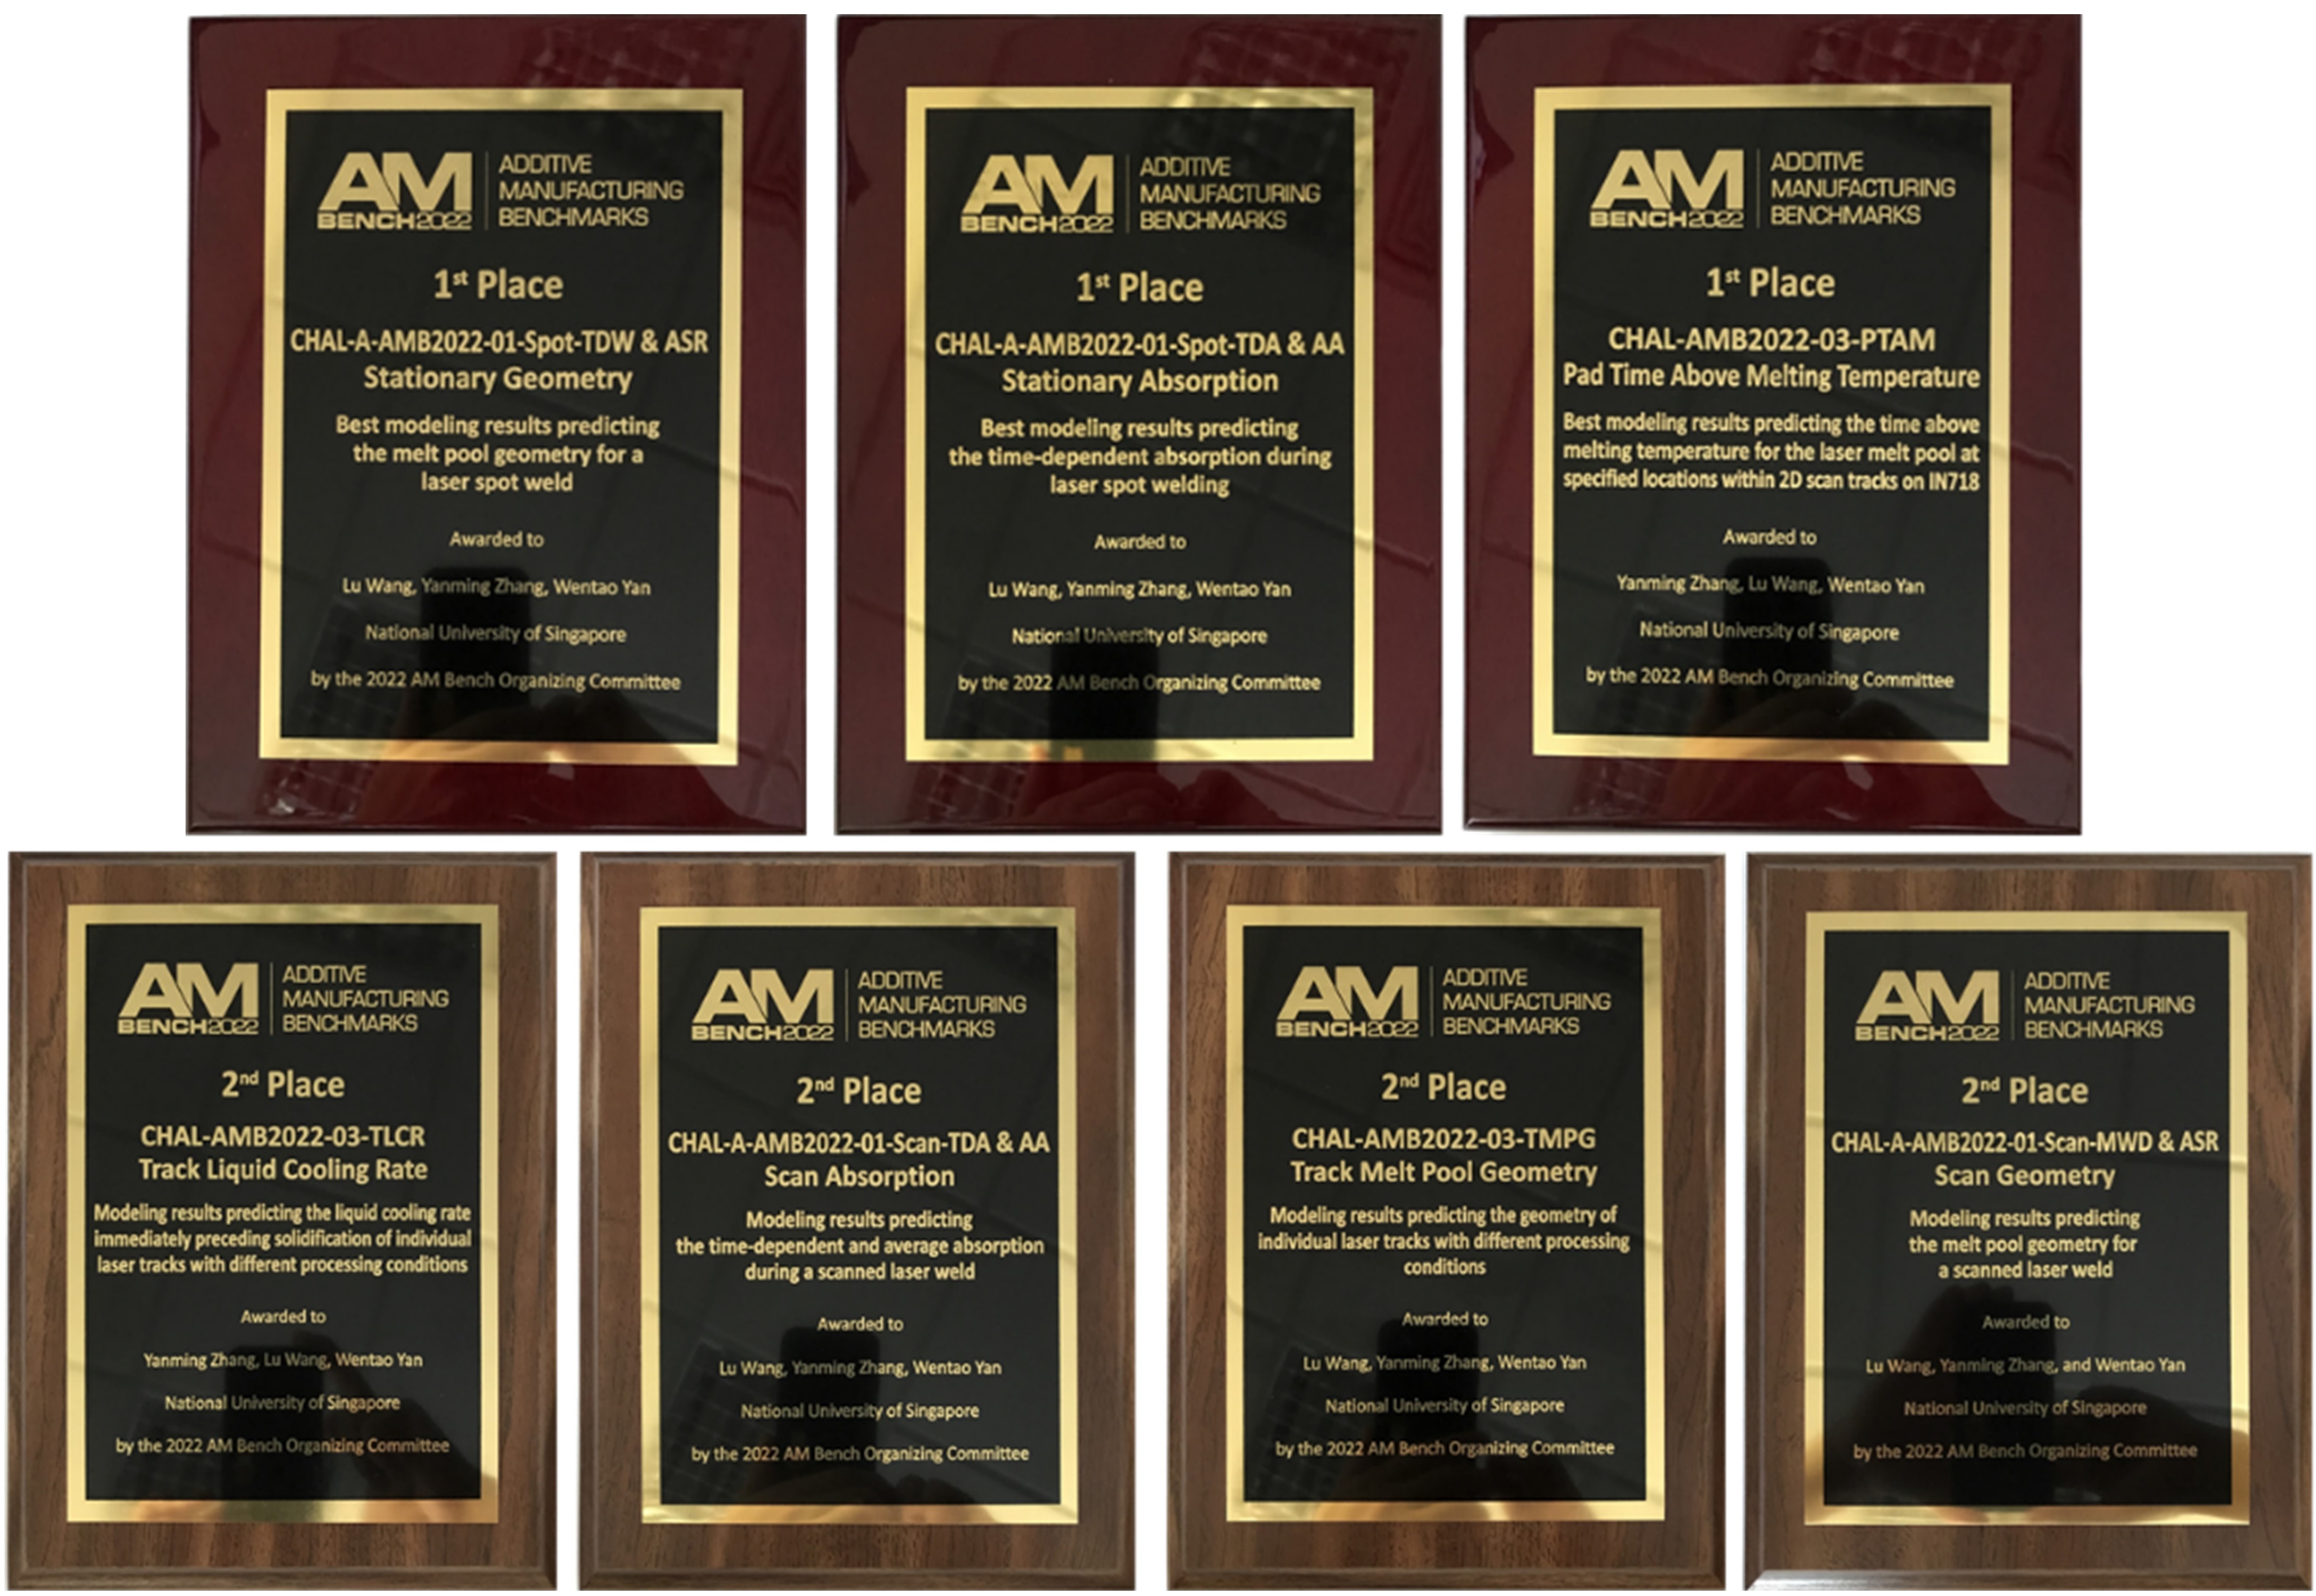 AM
BENCH2022
ADDITIVE
MANUFACTURING
BENCHMARKS
1st Place
CHAL-A-AMB2022-01-Spot-TDW & ASR
Stationary Geometry
Best modeling results predicting
the melt pool geometry for a
laser spot weld
Awarded to
Lu Wang, Yanming Zhang, Wentao Yan
National University of Singapore
by the 2022 AM Bench Organizing Committee
AM
BENCH2022
ADDITIVE
MANUFACTURING
BENCHMARKS
1st Place
CHAL-A-AMB2022-01-Spot-TDA & AA
Stationary Absorption
Best modeling results predicting
the time-dependent absorption during
laser spot welding
Awarded to
Lu Wang, Yanming Zhang, Wentao Yan
National University of Singapore
by the 2022 AM Bench Organizing Committee
AM
BENCH2022
ADDITIVE
MANUFACTURING
BENCHMARKS
1st Place
CHAL-AMB2022-03-PTAM
Pad Time Above Melting Temperature
Best modeling results predicting the time above
melting temperature for the laser melt pool at
specified locations within 2D scan tracks on IN718
Awarded to
Yanming Zhang, Lu Wang, Wentao Yan
National University of Singapore
by the 2022 AM Bench Organizing Committee
AM
BENCH2022
ADDITIVE
MANUFACTURING
BENCHMARKS
2nd Place
CHAL-AMB2022-03-TLCR
Track Liquid Cooling Rate
Modeling results predicting the liquid cooling rate
immediately preceding solidification of individual
laser tracks with different processing conditions
Awarded to
Yanming Zhang, Lu Wang, Wentao Yan
National University of Singapore
by the 2022 AM Bench Organizing Committee
AM
BENCH2022
ADDITIVE
MANUFACTURING
BENCHMARKS
2nd Place
CHAL-A-AMB2022-01-Scan-TDA & AA
Scan Absorption
Modeling results predicting
the time-dependent and average absorption
during a scanned laser weld
Awarded to
Lu Wang, Yanming Zhang, Wentao Yan
National University of Singapore
by the 2022 AM Bench Organizing Committee
AM
BENCH2022
ADDITIVE
MANUFACTURING
BENCHMARKS
2nd Place
CHAL-AMB2022-03-TMPG
Track Melt Pool Geometry
Modeling results predicting the geometry of
individual laser tracks with different processing
conditions
Awarded to
Lu Wang, Yanming Zhang, Wentao Yan
National University of Singapore
by the 2022 AM Bench Organizing Committee
AM
BENCH2022
ADDITIVE
MANUFACTURING
BENCHMARKS
2nd Place
CHAL-A-AMB2022-01-Scan-MWD & ASR
Scan Geometry
Modeling results predicting
the melt pool geometry for
a scanned laser weld
Awarded to
Lu Wang, Yanming Zhang, and Wentao Yan
National University of Singapore
by the 2022 AM Bench Organizing Committee